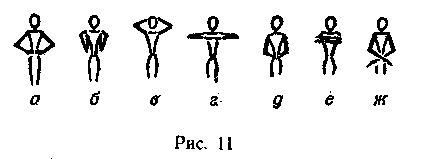 а б в г д е ж
Рис. 11